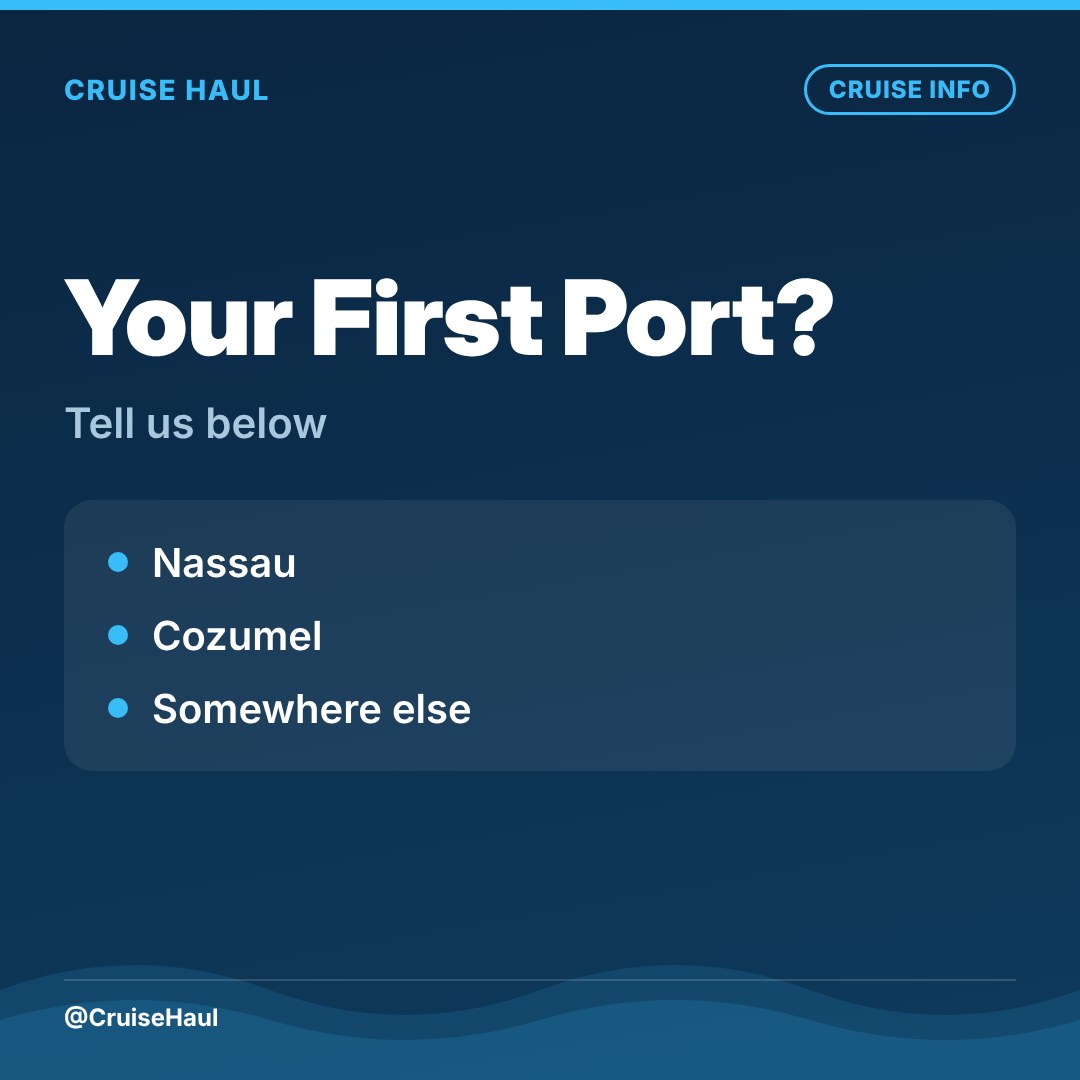 CRUISE HAUL
CRUISE INFO
Your First Port?
Tell us below
Nassau
Cozumel
Somewhere else
@CruiseHaul